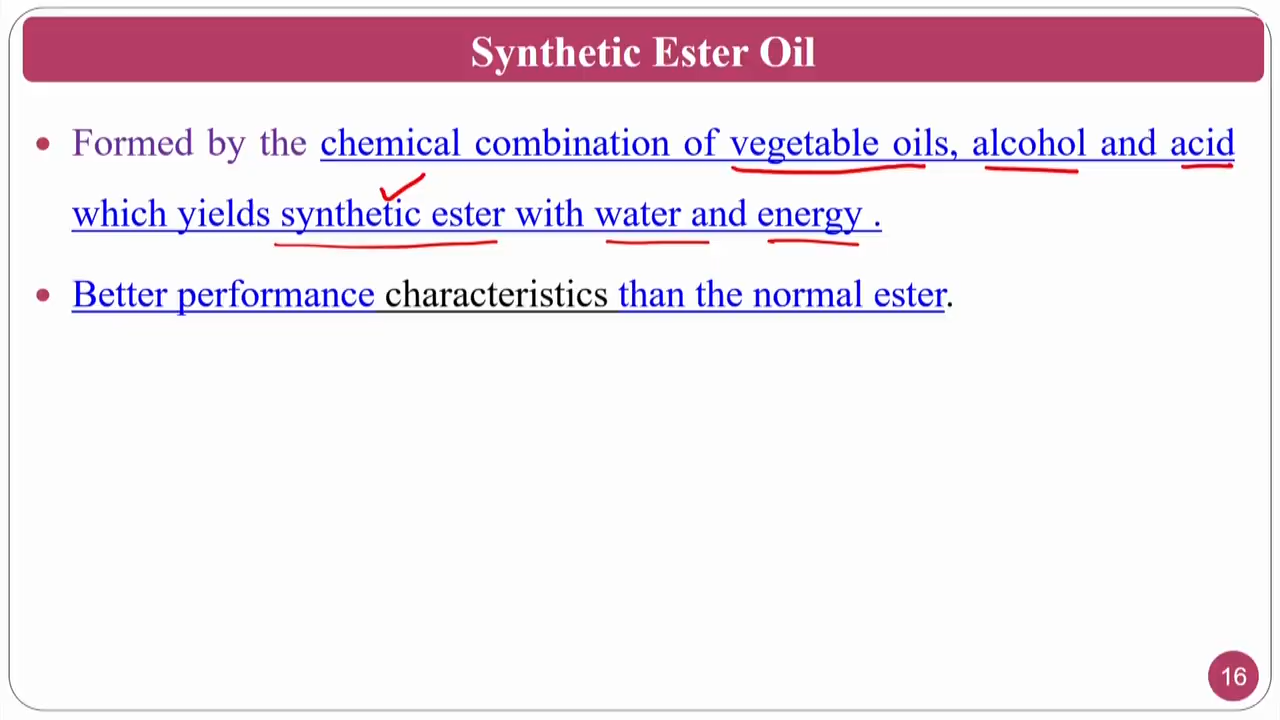 Synthetic Ester Oil
• Formed by the chemical combination of vegetable oils, alcohol and acid
which yields synthetic ester with water and energy .
• Better performance characteristics than the normal ester.
16